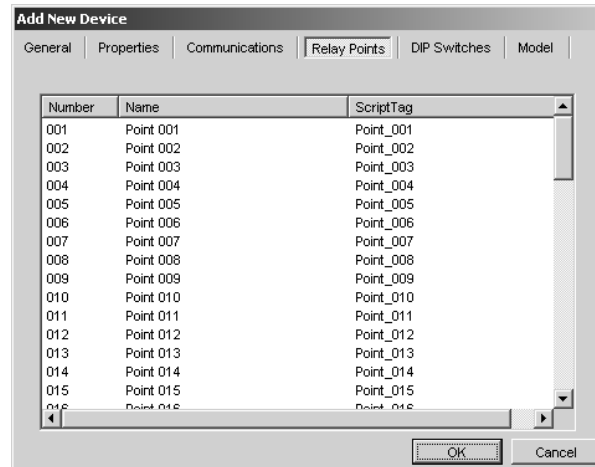 Add New Device
General Properties Communications Relay Points DIP Switches Model
Number Name ScriptTag
001 Point 001 Point_001
002 Point 002 Point_002
003 Point 003 Point_003
004 Point 004 Point_004
005 Point 005 Point_005
006 Point 006 Point_006
007 Point 007 Point_007
008 Point 008 Point_008
009 Point 009 Point_009
010 Point 010 Point_010
011 Point 011 Point_011
012 Point 012 Point_012
013 Point 013 Point_013
014 Point 014 Point_014
015 Point 015 Point_015
016 Point 016 Point_016
OK Cancel